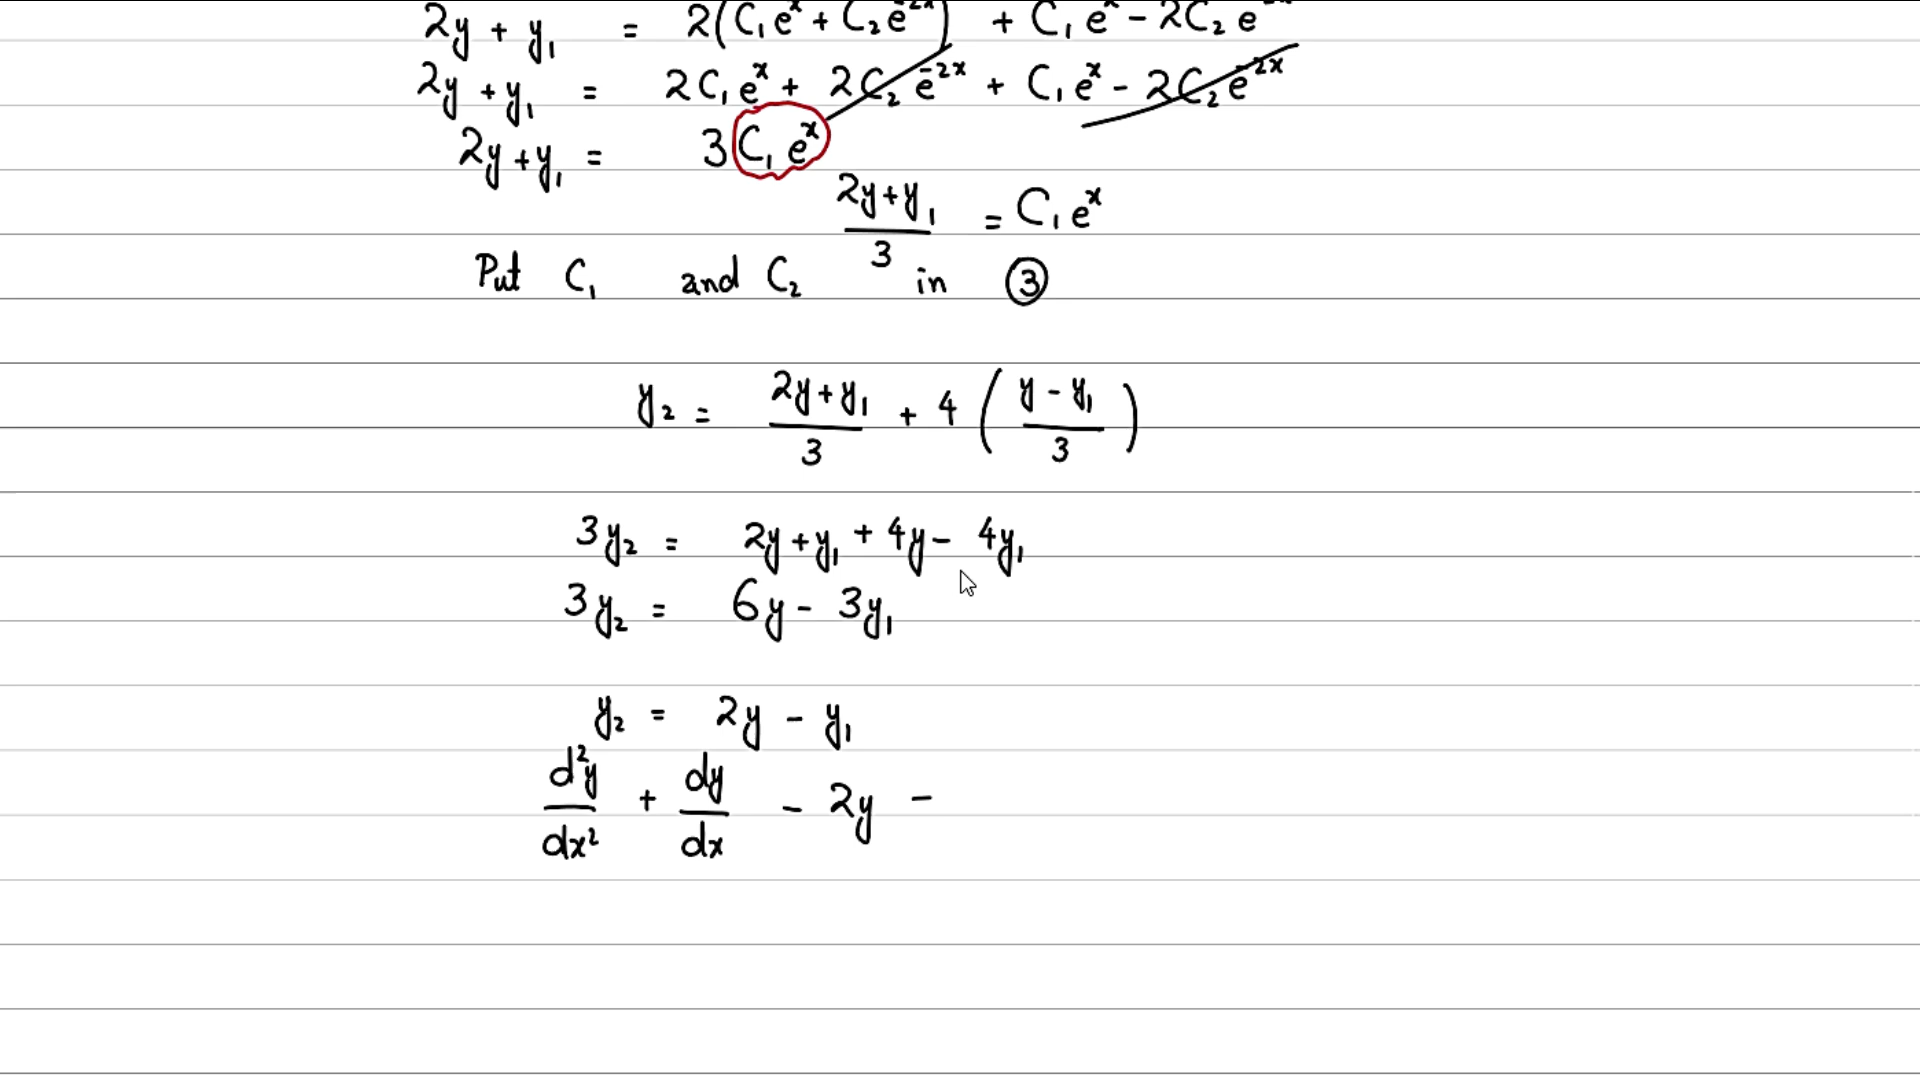 2y + y₁ = 2(C₁eˣ + C₂e⁻²ˣ) + C₁eˣ - 2C₂e⁻²ˣ
2y + y₁ = 2C₁eˣ + 2C₂e⁻²ˣ + C₁eˣ - 2C₂e⁻²ˣ
2y + y₁ = 3C₁eˣ
(2y + y₁)/3 = C₁eˣ
Put C₁ and C₂ in ③
y₂ = (2y + y₁)/3 + 4((y - y₁)/3)
3y₂ = 2y + y₁ + 4y - 4y₁
3y₂ = 6y - 3y₁
y₂ = 2y - y₁
d²y/dx² + dy/dx - 2y -